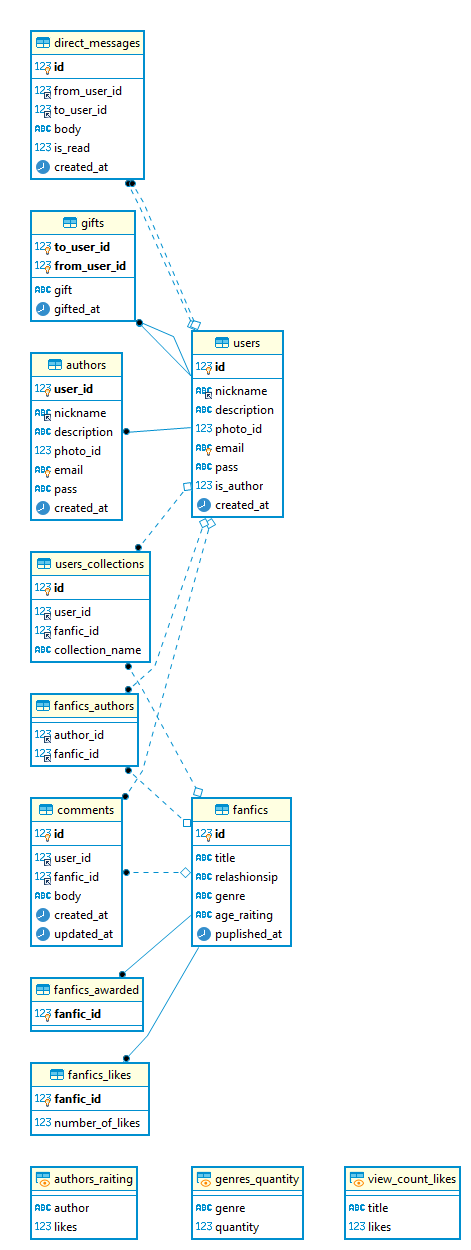 direct_messages
123 id
123 from_user_id
123 to_user_id
ABC body
123 is_read
created_at
gifts
123 to_user_id
123 from_user_id
ABC gift
gifted_at
users
123 id
ABC nickname
ABC description
123 photo_id
ABC email
ABC pass
123 is_author
created_at
authors
123 user_id
ABC nickname
ABC description
123 photo_id
ABC email
ABC pass
created_at
users_collections
123 id
123 user_id
123 fanfic_id
ABC collection_name
fanfics_authors
123 author_id
123 fanfic_id
comments
123 id
123 user_id
123 fanfic_id
ABC body
created_at
updated_at
fanfics
123 id
ABC title
ABC relashionsip
ABC genre
ABC age_raiting
puplished_at
fanfics_awarded
123 fanfic_id
fanfics_likes
123 fanfic_id
123 number_of_likes
authors_raiting
ABC author
123 likes
genres_quantity
ABC genre
123 quantity
view_count_likes
ABC title
123 likes